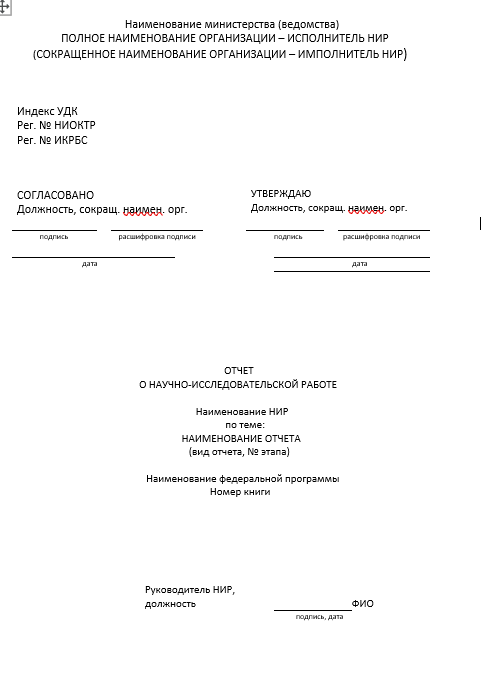 Наименование министерства (ведомства)
ПОЛНОЕ НАИМЕНОВАНИЕ ОРГАНИЗАЦИИ – ИСПОЛНИТЕЛЬ НИР
(СОКРАЩЕННОЕ НАИМЕНОВАНИЕ ОРГАНИЗАЦИИ – ИМПОЛНИТЕЛЬ НИР)
Индекс УДК
Рег. № НИОКТР
Рег. № ИКРБС
СОГЛАСОВАНО
Должность, сокращ. наимен. орг.
подпись расшифровка подписи
дата
УТВЕРЖДАЮ
Должность, сокращ. наимен. орг.
подпись расшифровка подписи
дата
ОТЧЕТ
О НАУЧНО-ИССЛЕДОВАТЕЛЬСКОЙ РАБОТЕ
Наименование НИР
по теме:
НАИМЕНОВАНИЕ ОТЧЕТА
(вид отчета, № этапа)
Наименование федеральной программы
Номер книги
Руководитель НИР,
должность ФИО
подпись, дата